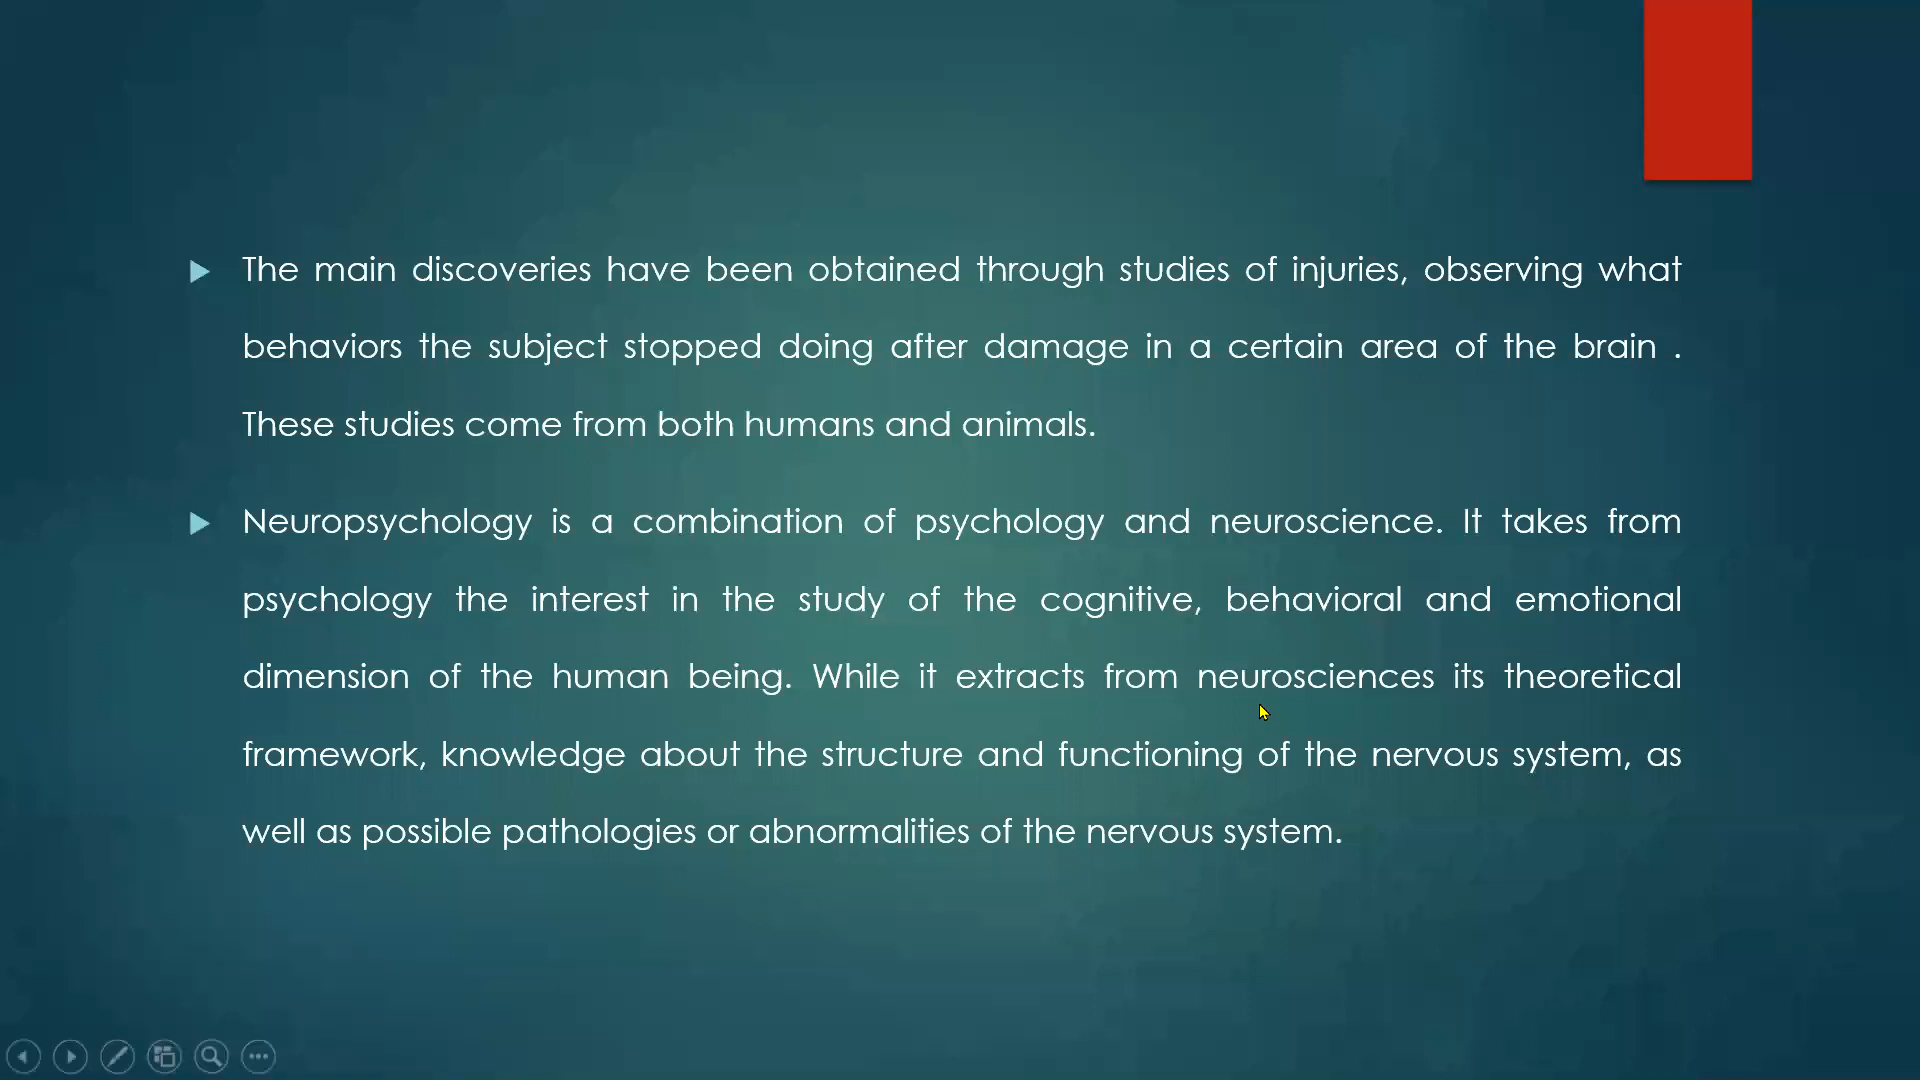 The main discoveries have been obtained through studies of injuries, observing what
behaviors the subject stopped doing after damage in a certain area of the brain .
These studies come from both humans and animals.
Neuropsychology is a combination of psychology and neuroscience. It takes from
psychology the interest in the study of the cognitive, behavioral and emotional
dimension of the human being. While it extracts from neurosciences its theoretical
framework, knowledge about the structure and functioning of the nervous system, as
well as possible pathologies or abnormalities of the nervous system.